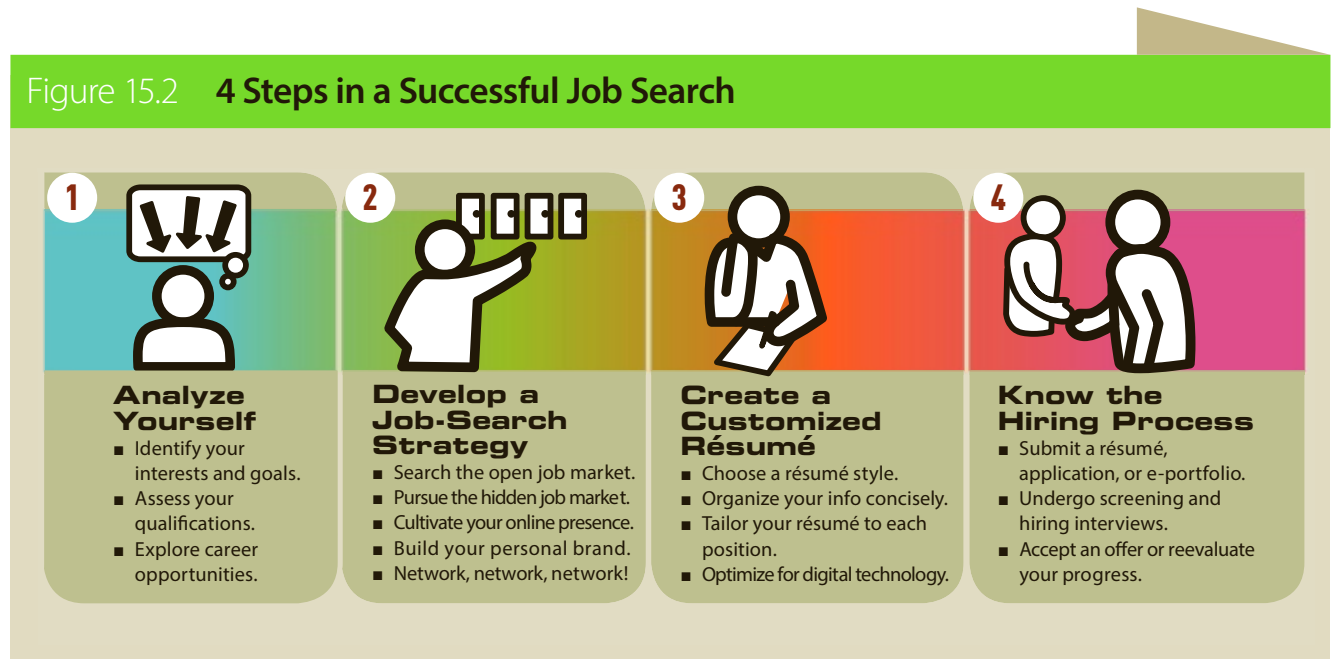 Figure 15.2 4 Steps in a Successful Job Search
1
Analyze
Yourself
■ Identify your
interests and goals.
■ Assess your
qualifications.
■ Explore career
opportunities.
2
Develop a
Job-Search
Strategy
■ Search the open job market.
■ Pursue the hidden job market.
■ Cultivate your online presence.
■ Build your personal brand.
■ Network, network, network!
3
Create a
Customized
Résumé
■ Choose a résumé style.
■ Organize your info concisely.
■ Tailor your résumé to each
position.
■ Optimize for digital technology.
4
Know the
Hiring Process
■ Submit a résumé,
application, or e-portfolio.
■ Undergo screening and
hiring interviews.
■ Accept an offer or reevaluate
your progress.